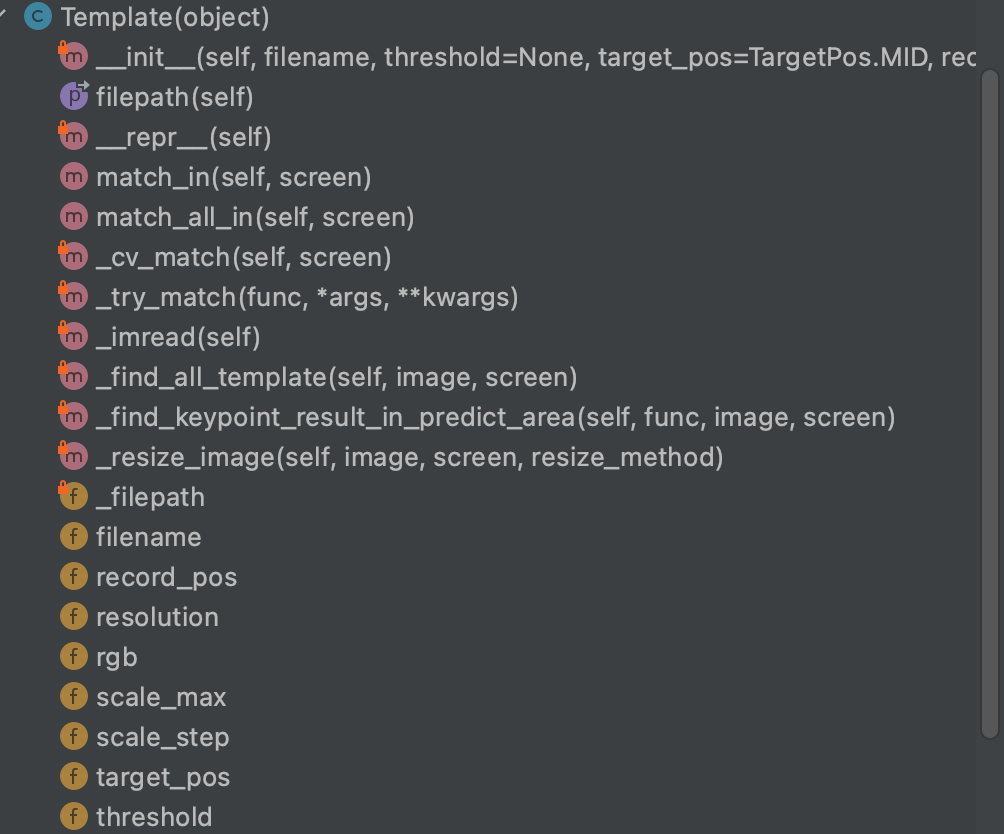 C Template(object)
m __init__(self, filename, threshold=None, target_pos=TargetPos.MID, rec
p filepath(self)
m __repr__(self)
m match_in(self, screen)
m match_all_in(self, screen)
m _cv_match(self, screen)
m _try_match(func, *args, **kwargs)
m _imread(self)
m _find_all_template(self, image, screen)
m _find_keypoint_result_in_predict_area(self, func, image, screen)
m _resize_image(self, image, screen, resize_method)
f _filepath
f filename
f record_pos
f resolution
f rgb
f scale_max
f scale_step
f target_pos
f threshold